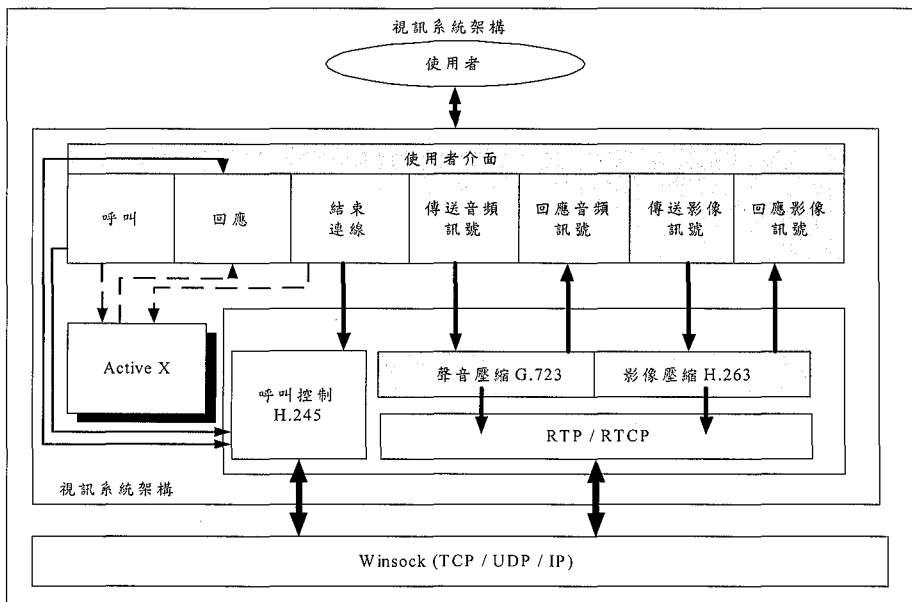 視訊系統架構
使用者
使用者介面
呼叫
回應
結束
連線
傳送音頻
訊號
回應音頻
訊號
傳送影像
訊號
回應影像
訊號
Active X
呼叫控制
H.245
聲音壓縮 G.723
影像壓縮 H.263
RTP / RTCP
視訊系統架構
Winsock (TCP / UDP / IP)